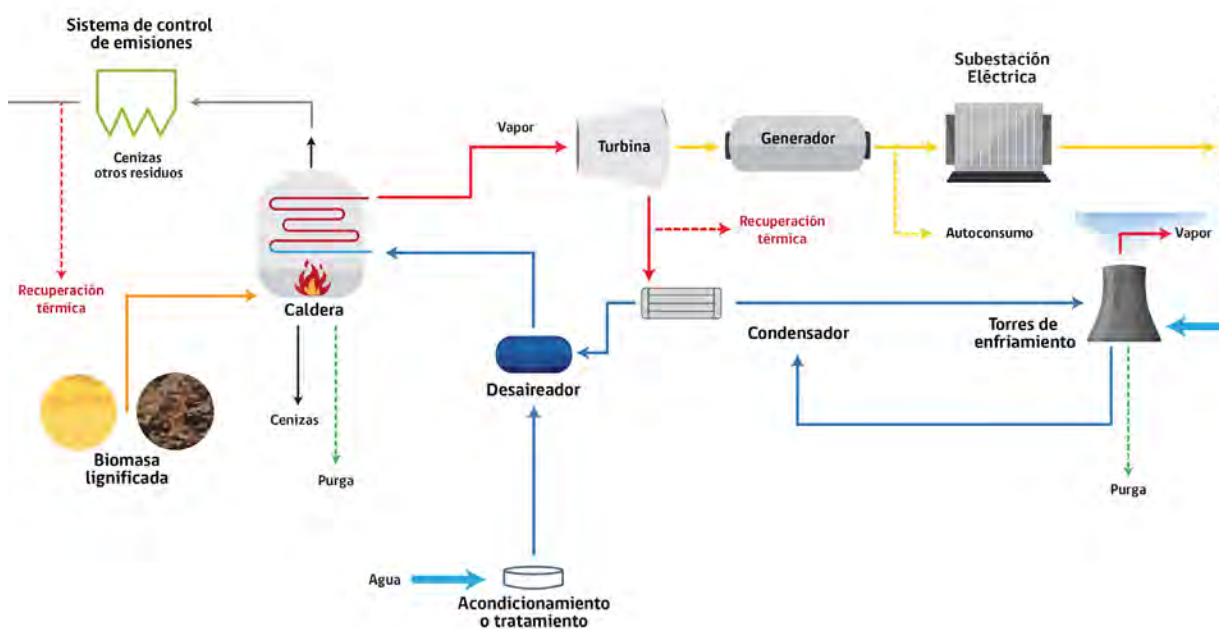 Sistema de control
de emisiones
Subestación
Eléctrica
Vapor
Turbina
Generador
Cenizas
otros residuos
Recuperación
térmica
Autoconsumo
Vapor
Recuperación
térmica
Caldera
Condensador
Torres de
enfriamiento
Desaireador
Cenizas
Biomasa
lignificada
Purga
Purga
Agua
Acondicionamiento
o tratamiento